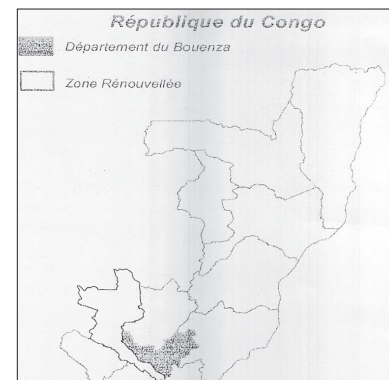 République du Congo
Département du Bouenza
Zone Rénouvellée